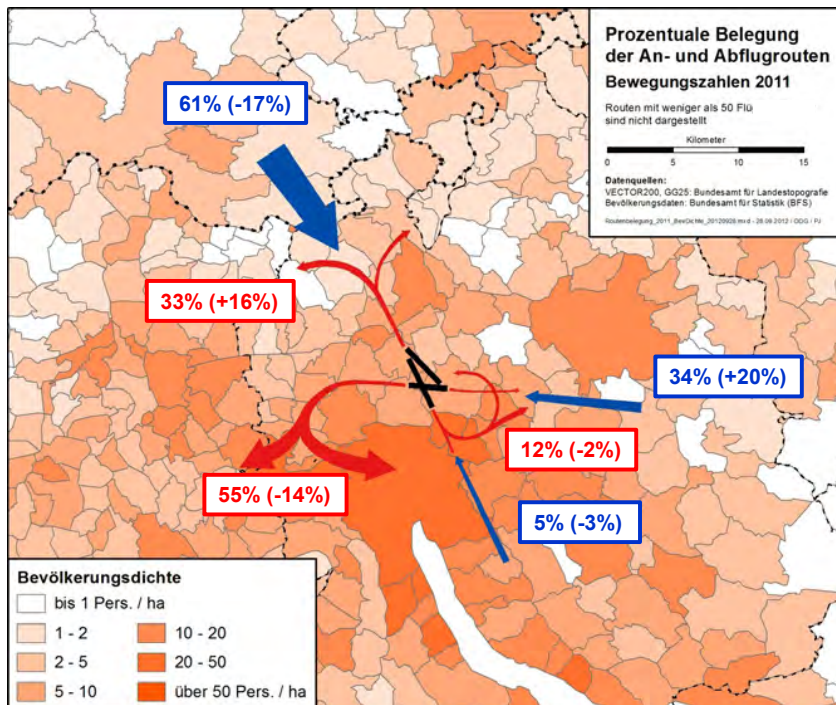 Prozentuale Belegung
der An- und Abflugrouten
Bewegungszahlen 2011
Routen mit weniger als 50 Flü
sind nicht dargestellt
Kilometer
0 5 10 15
Datenquellen:
VECTOR200, GG25: Bundesamt für Landestopografie
Bevölkerungsdaten: Bundesamt für Statistik (BFS)
61% (-17%)
33% (+16%)
34% (+20%)
12% (-2%)
55% (-14%)
5% (-3%)
Bevölkerungsdichte
bis 1 Pers. / ha
1 - 2
10 - 20
2 - 5
20 - 50
5 - 10
über 50 Pers. / ha